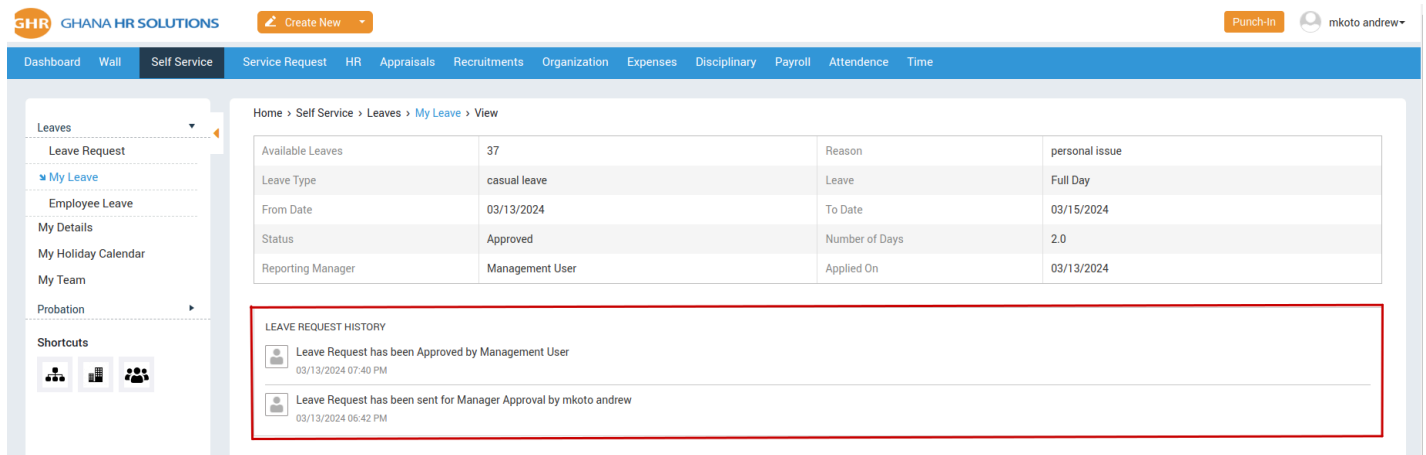 GHR GHANA HR SOLUTIONS Create New Punch-In mkoto andrew
Dashboard Wall Self Service Service Request HR Appraisals Recruitments Organization Expenses Disciplinary Payroll Attendence Time
Home › Self Service › Leaves › My Leave › View
Leaves
Leave Request
My Leave
Employee Leave
My Details
My Holiday Calendar
My Team
Probation
Shortcuts
Available Leaves 37 Reason personal issue
Leave Type casual leave Leave Full Day
From Date 03/13/2024 To Date 03/15/2024
Status Approved Number of Days 2.0
Reporting Manager Management User Applied On 03/13/2024
LEAVE REQUEST HISTORY
Leave Request has been Approved by Management User
03/13/2024 07:40 PM
Leave Request has been sent for Manager Approval by mkoto andrew
03/13/2024 06:42 PM